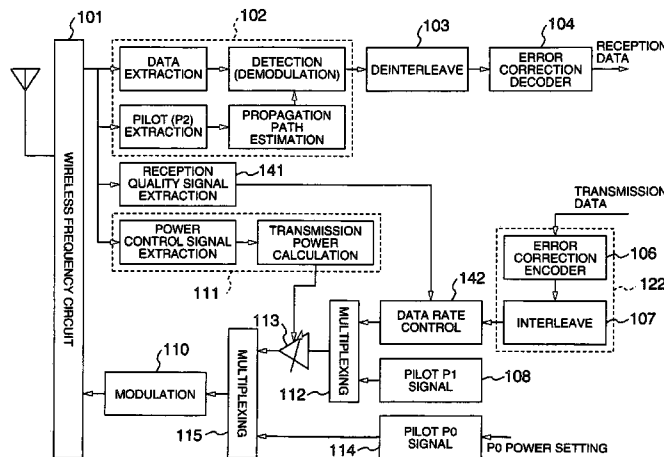 101
102
103
104
DATA
EXTRACTION
DETECTION
(DEMODULATION)
DEINTERLEAVE
ERROR
CORRECTION
DECODER
RECEPTION
DATA
PILOT (P2)
EXTRACTION
PROPAGATION
PATH
ESTIMATION
WIRELESS FREQUENCY CIRCUIT
RECEPTION
QUALITY SIGNAL
EXTRACTION
141
TRANSMISSION
DATA
POWER
CONTROL SIGNAL
EXTRACTION
TRANSMISSION
POWER
CALCULATION
111
ERROR
CORRECTION
ENCODER
106
122
142
DATA RATE
CONTROL
INTERLEAVE
107
113
MULTIPLEXING
112
110
MODULATION
MULTIPLEXING
115
PILOT P1
SIGNAL
108
PILOT P0
SIGNAL
114
P0 POWER SETTING